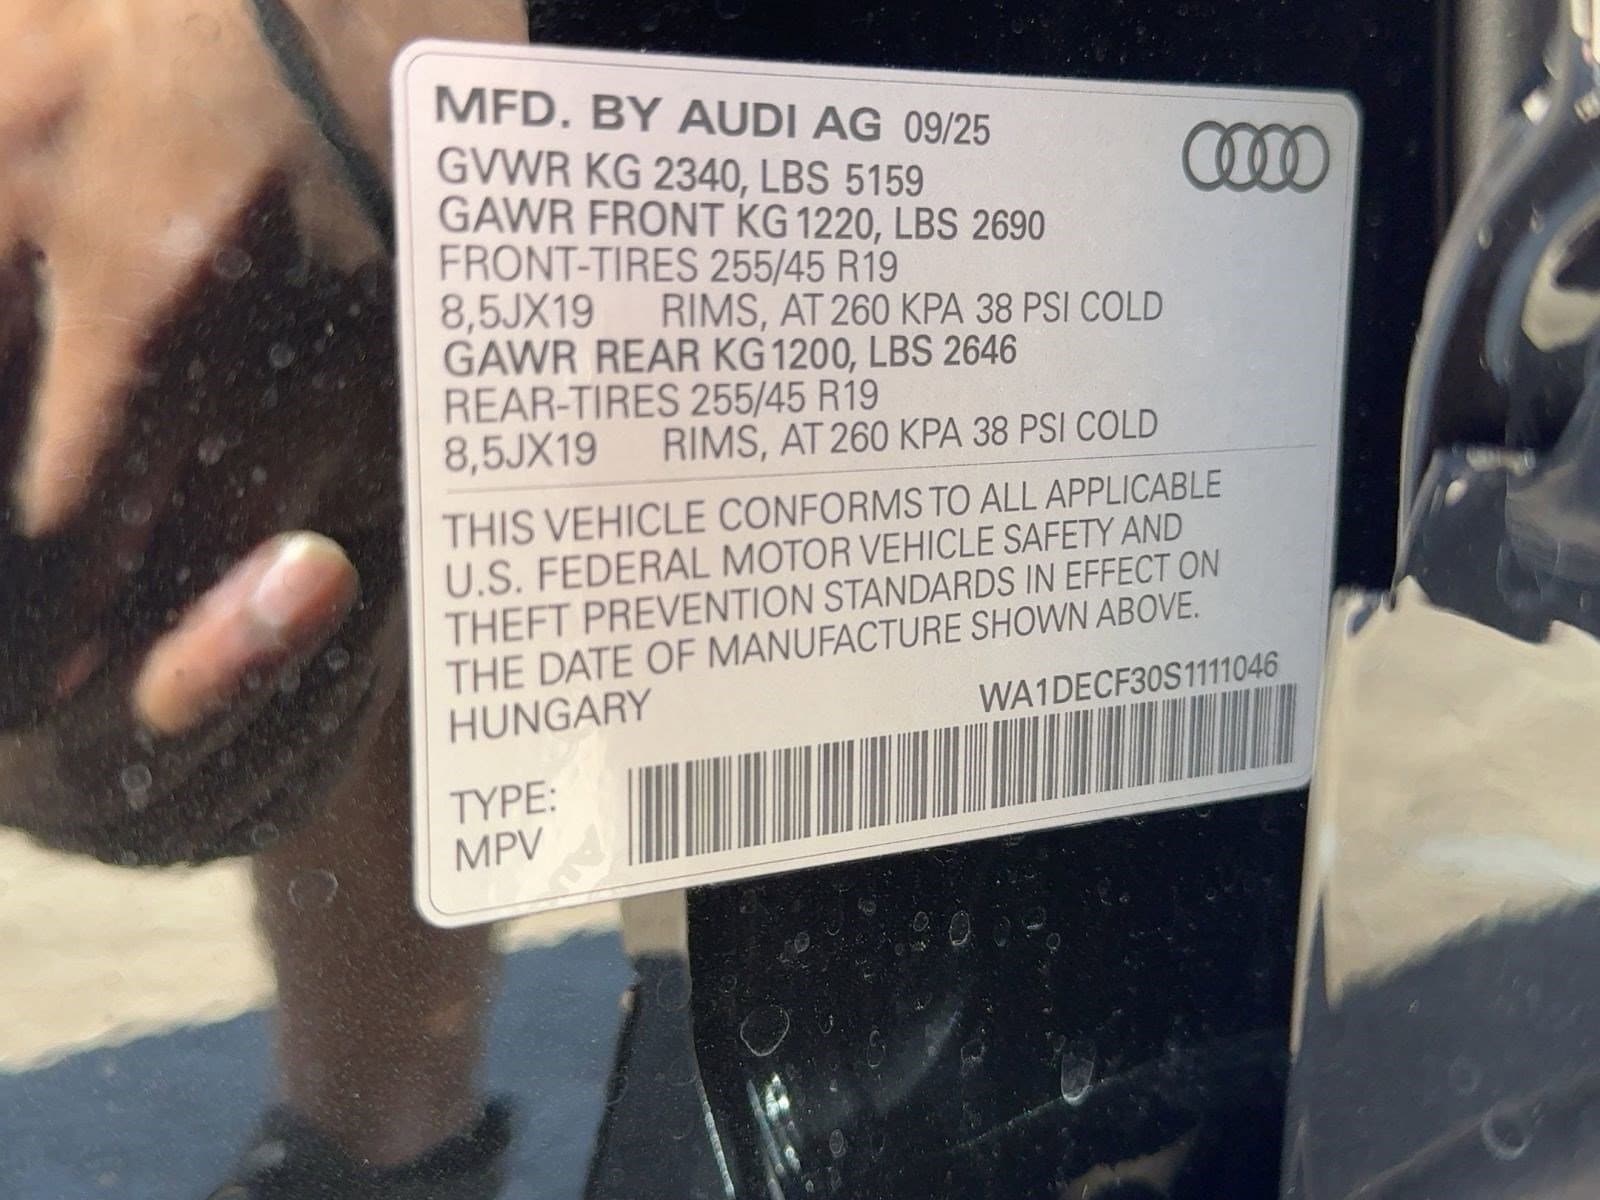 MFD. BY AUDI AG 09/25
GVWR KG 2340, LBS 5159
GAWR FRONT KG 1220, LBS 2690
FRONT-TIRES 255/45 R19
8,5JX19 RIMS, AT 260 KPA 38 PSI COLD
GAWR REAR KG 1200, LBS 2646
REAR-TIRES 255/45 R19
8,5JX19 RIMS, AT 260 KPA 38 PSI COLD
THIS VEHICLE CONFORMS TO ALL APPLICABLE
U.S. FEDERAL MOTOR VEHICLE SAFETY AND
THEFT PREVENTION STANDARDS IN EFFECT ON
THE DATE OF MANUFACTURE SHOWN ABOVE.
HUNGARY
WA1DECF30S1111046
TYPE:
MPV